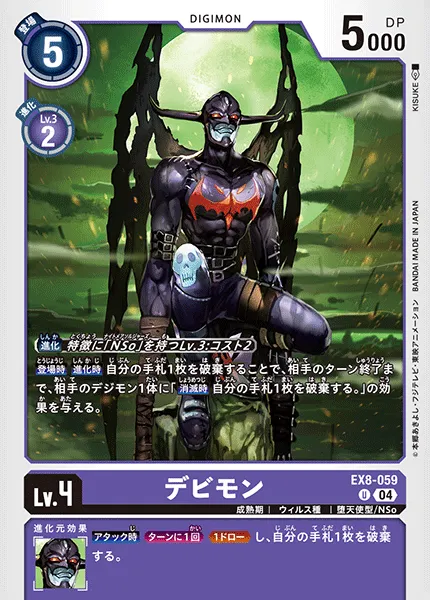 登場
5
DIGIMON
DP
5000
進化
Lv.3
2
KISUKE
BANDAI MADE IN JAPAN
© 本郷あきよし・フジテレビ・東映アニメーション
進化 特徴に「NSo」を持つLv.3:コスト2
登場時 進化時 自分の手札1枚を破棄することで、相手のターン終了ま
で、相手のデジモン1体に「消滅時 自分の手札1枚を破棄する。」の効
果を与える。
Lv.4
デビモン
EX8-059
U 04
成熟期 | ウィルス種 | 堕天使型/NSo
進化元効果
アタック時 ターンに1回 1ドローし、自分の手札1枚を破棄
する。